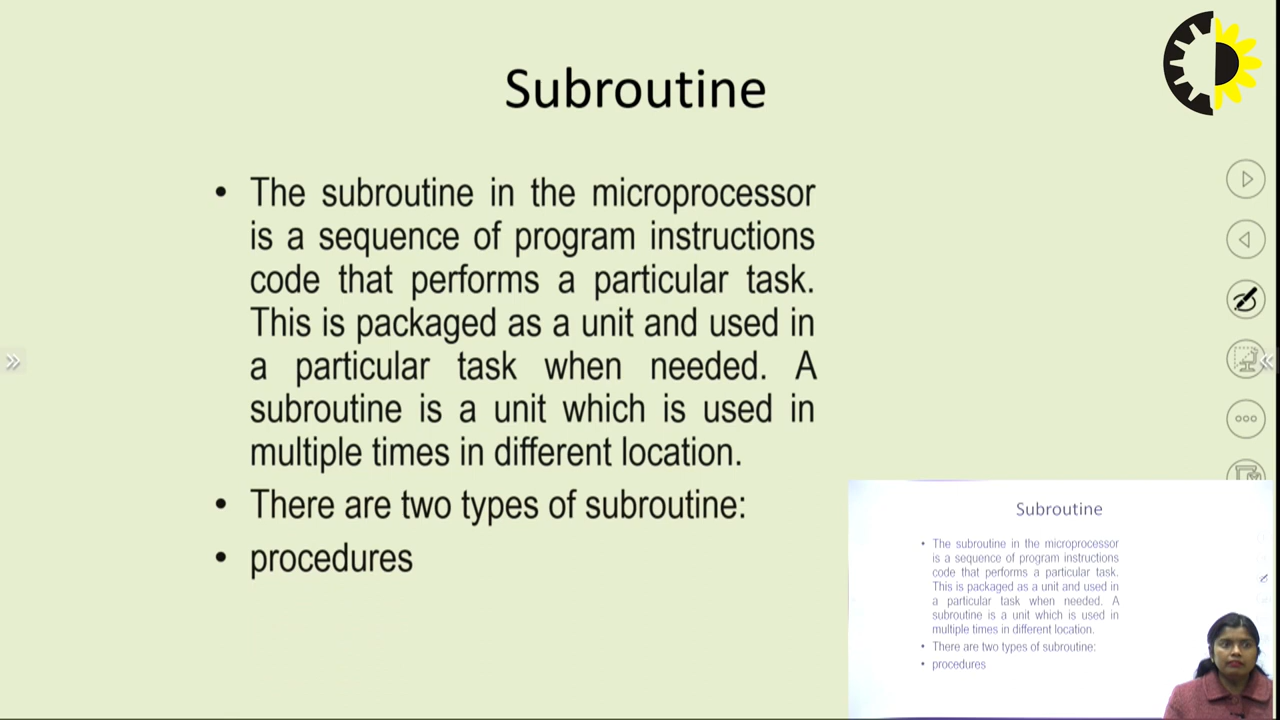 Subroutine
• The subroutine in the microprocessor
is a sequence of program instructions
code that performs a particular task.
This is packaged as a unit and used in
a particular task when needed. A
subroutine is a unit which is used in
multiple times in different location.
• There are two types of subroutine:
• procedures
Subroutine
• The subroutine in the microprocessor
is a sequence of program instructions
code that performs a particular task.
This is packaged as a unit and used in
a particular task when needed. A
subroutine is a unit which is used in
multiple times in different location.
• There are two types of subroutine:
• procedures